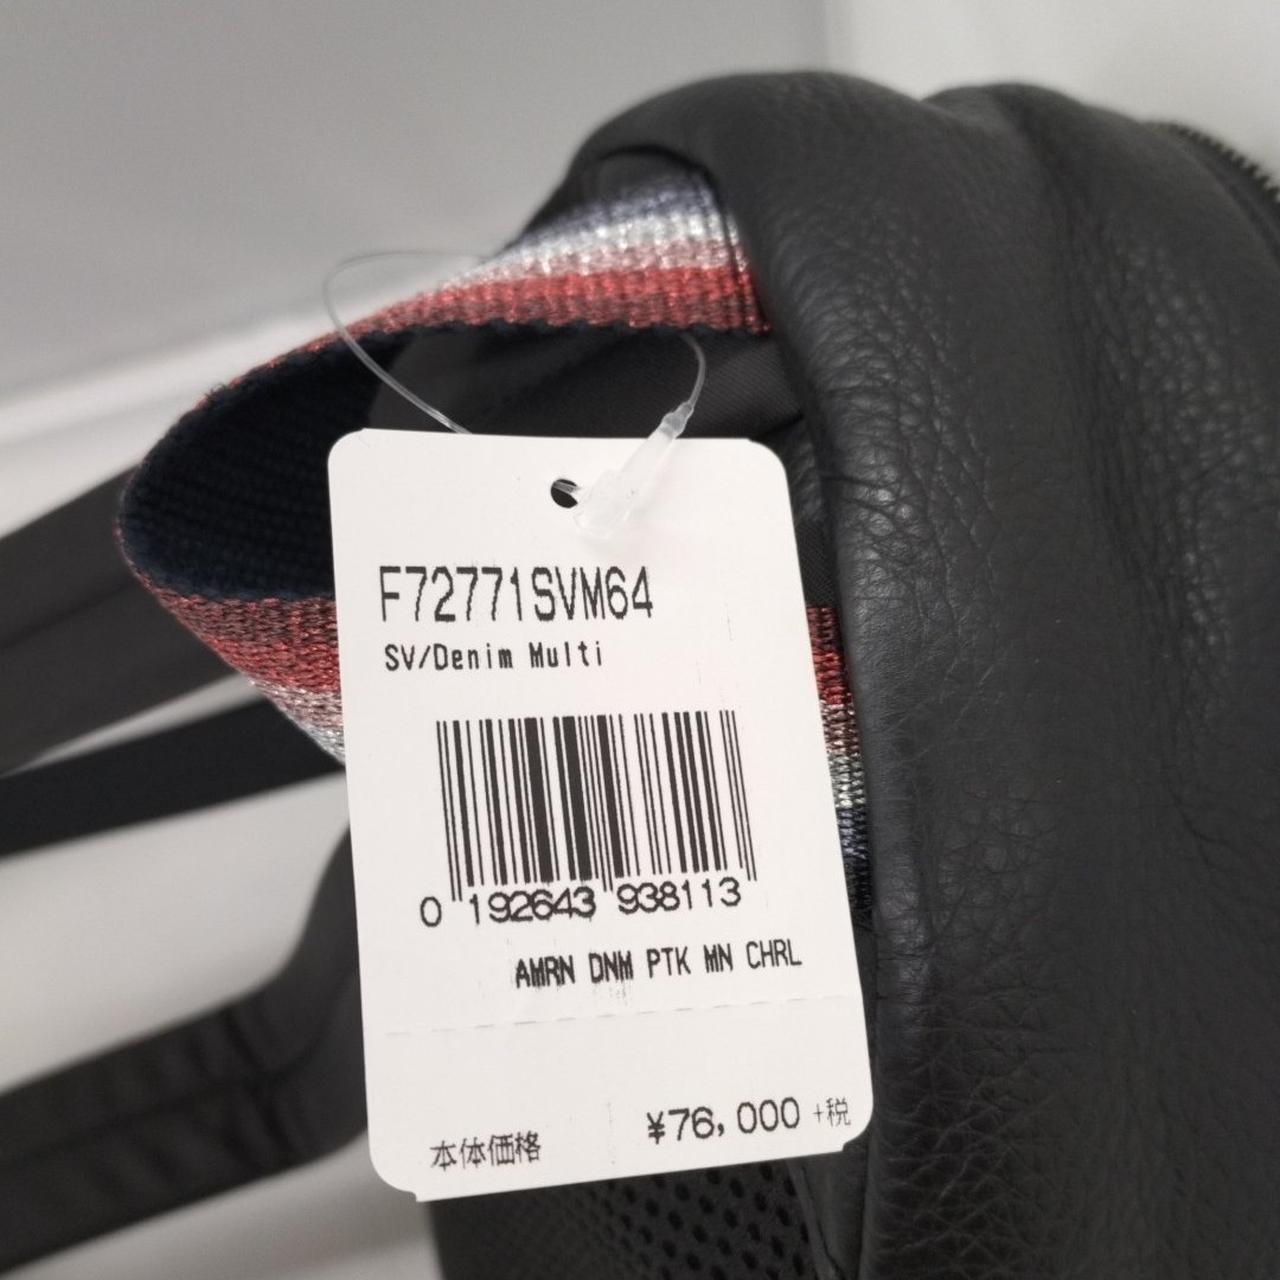 F72771SVM64
SV/Denim Multi
0 192643 938113
AMRN DNM PTK MN CHRL
¥76,000 +税
本体価格